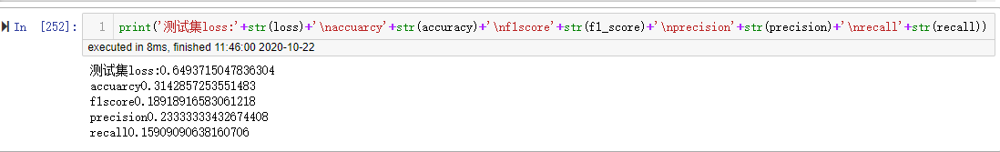 In [252]: 1 print('测试集loss:'+str(loss)+'\naccuarcy'+str(accuracy)+'\nf1score'+str(f1_score)+'\nprecision'+str(precision)+'\nrecall'+str(recall))
executed in 8ms, finished 11:46:00 2020-10-22
测试集loss:0.6493715047836304
accuarcy0.3142857253551483
f1score0.18918916583061218
precision0.23333333432674408
recall0.15909090638160706